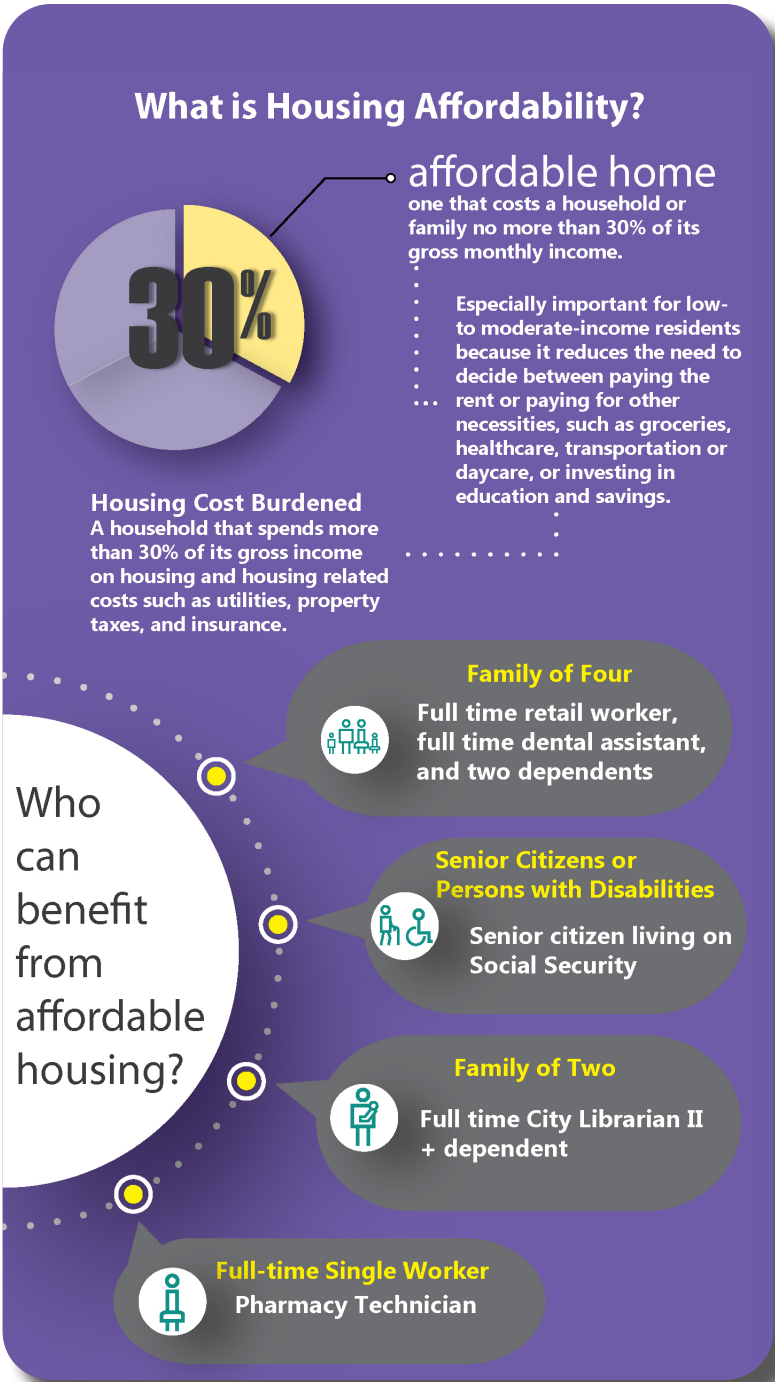 What is Housing Affordability?
30%
affordable home
one that costs a household or
family no more than 30% of its
gross monthly income.
Especially important for low-
to moderate-income residents
because it reduces the need to
decide between paying the
rent or paying for other
necessities, such as groceries,
healthcare, transportation or
daycare, or investing in
education and savings.
Housing Cost Burdened
A household that spends more
than 30% of its gross income
on housing and housing related
costs such as utilities, property
taxes, and insurance.
Who
can
benefit
from
affordable
housing?
Family of Four
Full time retail worker,
full time dental assistant,
and two dependents
Senior Citizens or
Persons with Disabilities
Senior citizen living on
Social Security
Family of Two
Full time City Librarian II
+ dependent
Full-time Single Worker
Pharmacy Technician